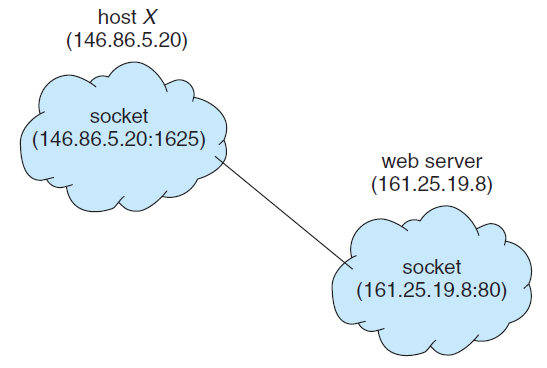 host X
(146.86.5.20)
socket
(146.86.5.20:1625)
web server
(161.25.19.8)
socket
(161.25.19.8:80)